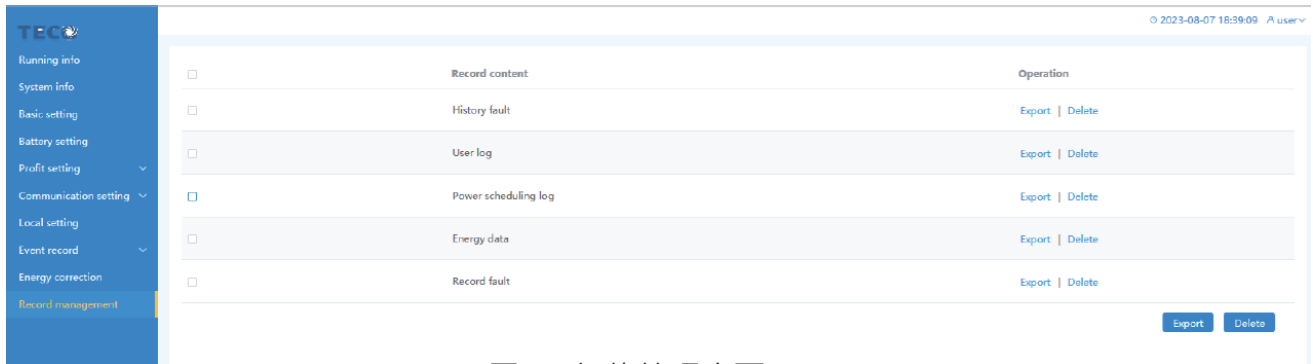 TECO
2023-08-07 18:39:09 user
Running info
System info
Basic setting
Battery setting
Profit setting
Communication setting
Local setting
Event record
Energy correction
Record management
Record content Operation
History fault Export | Delete
User log Export | Delete
Power scheduling log Export | Delete
Energy data Export | Delete
Record fault Export | Delete
Export Delete